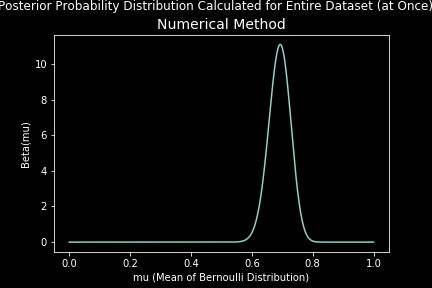 Posterior Probability Distribution Calculated for Entire Dataset (at Once)
Numerical Method
10
8
6
4
2
0
Beta(mu)
0.0 0.2 0.4 0.6 0.8 1.0
mu (Mean of Bernoulli Distribution)